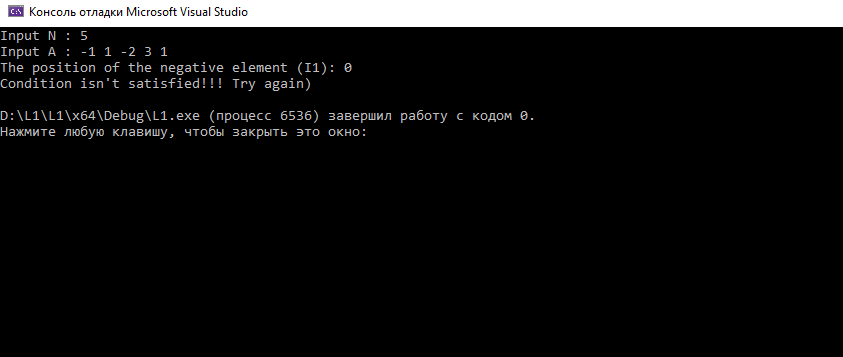 Консоль отладки Microsoft Visual Studio
Input N : 5
Input A : -1 1 -2 3 1
The position of the negative element (I1): 0
Condition isn't satisfied!!! Try again)
D:\L1\L1\x64\Debug\L1.exe (процесс 6536) завершил работу с кодом 0.
Нажмите любую клавишу, чтобы закрыть это окно: